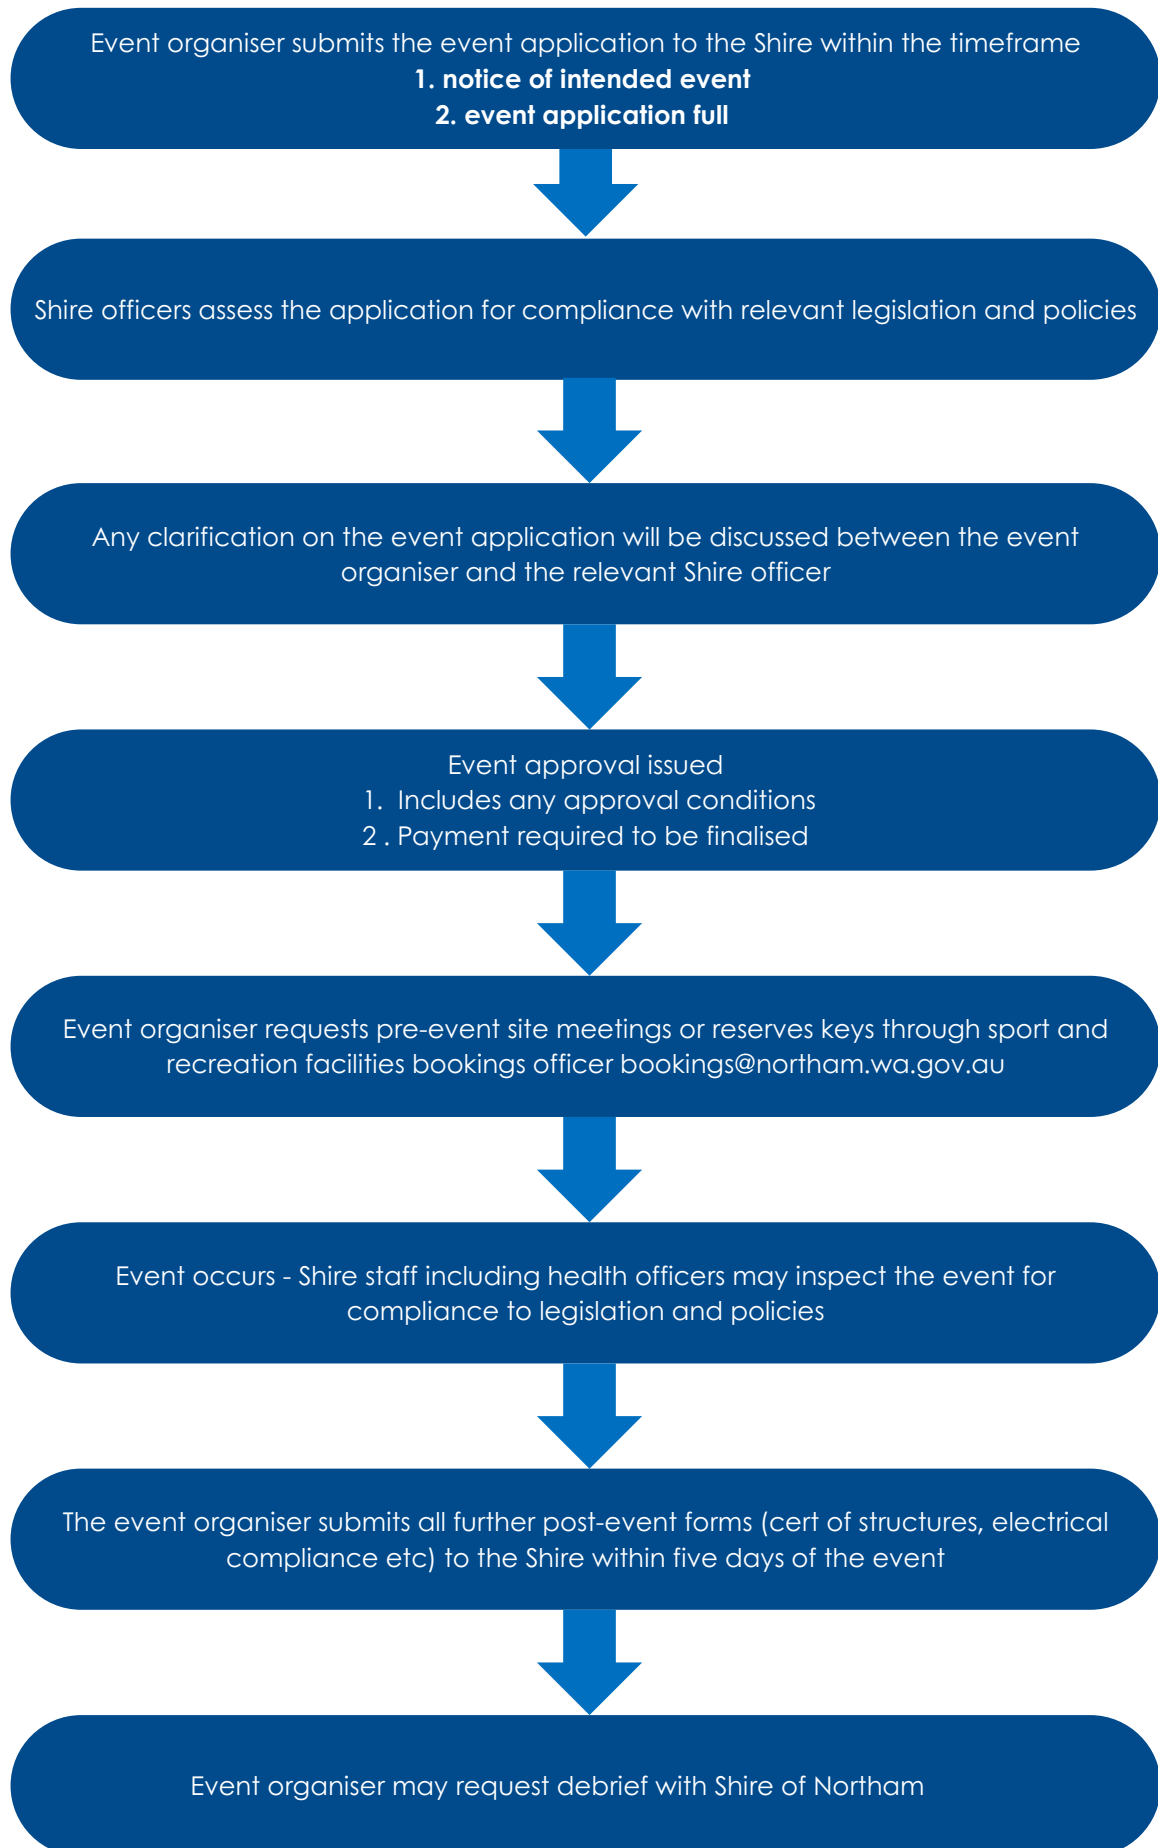 Event organiser submits the event application to the Shire within the timeframe
1. notice of intended event
2. event application full
Shire officers assess the application for compliance with relevant legislation and policies
Any clarification on the event application will be discussed between the event
organiser and the relevant Shire officer
Event approval issued
1. Includes any approval conditions
2 . Payment required to be finalised
Event organiser requests pre-event site meetings or reserves keys through sport and
recreation facilities bookings officer bookings@northam.wa.gov.au
Event occurs - Shire staff including health officers may inspect the event for
compliance to legislation and policies
The event organiser submits all further post-event forms (cert of structures, electrical
compliance etc) to the Shire within five days of the event
Event organiser may request debrief with Shire of Northam